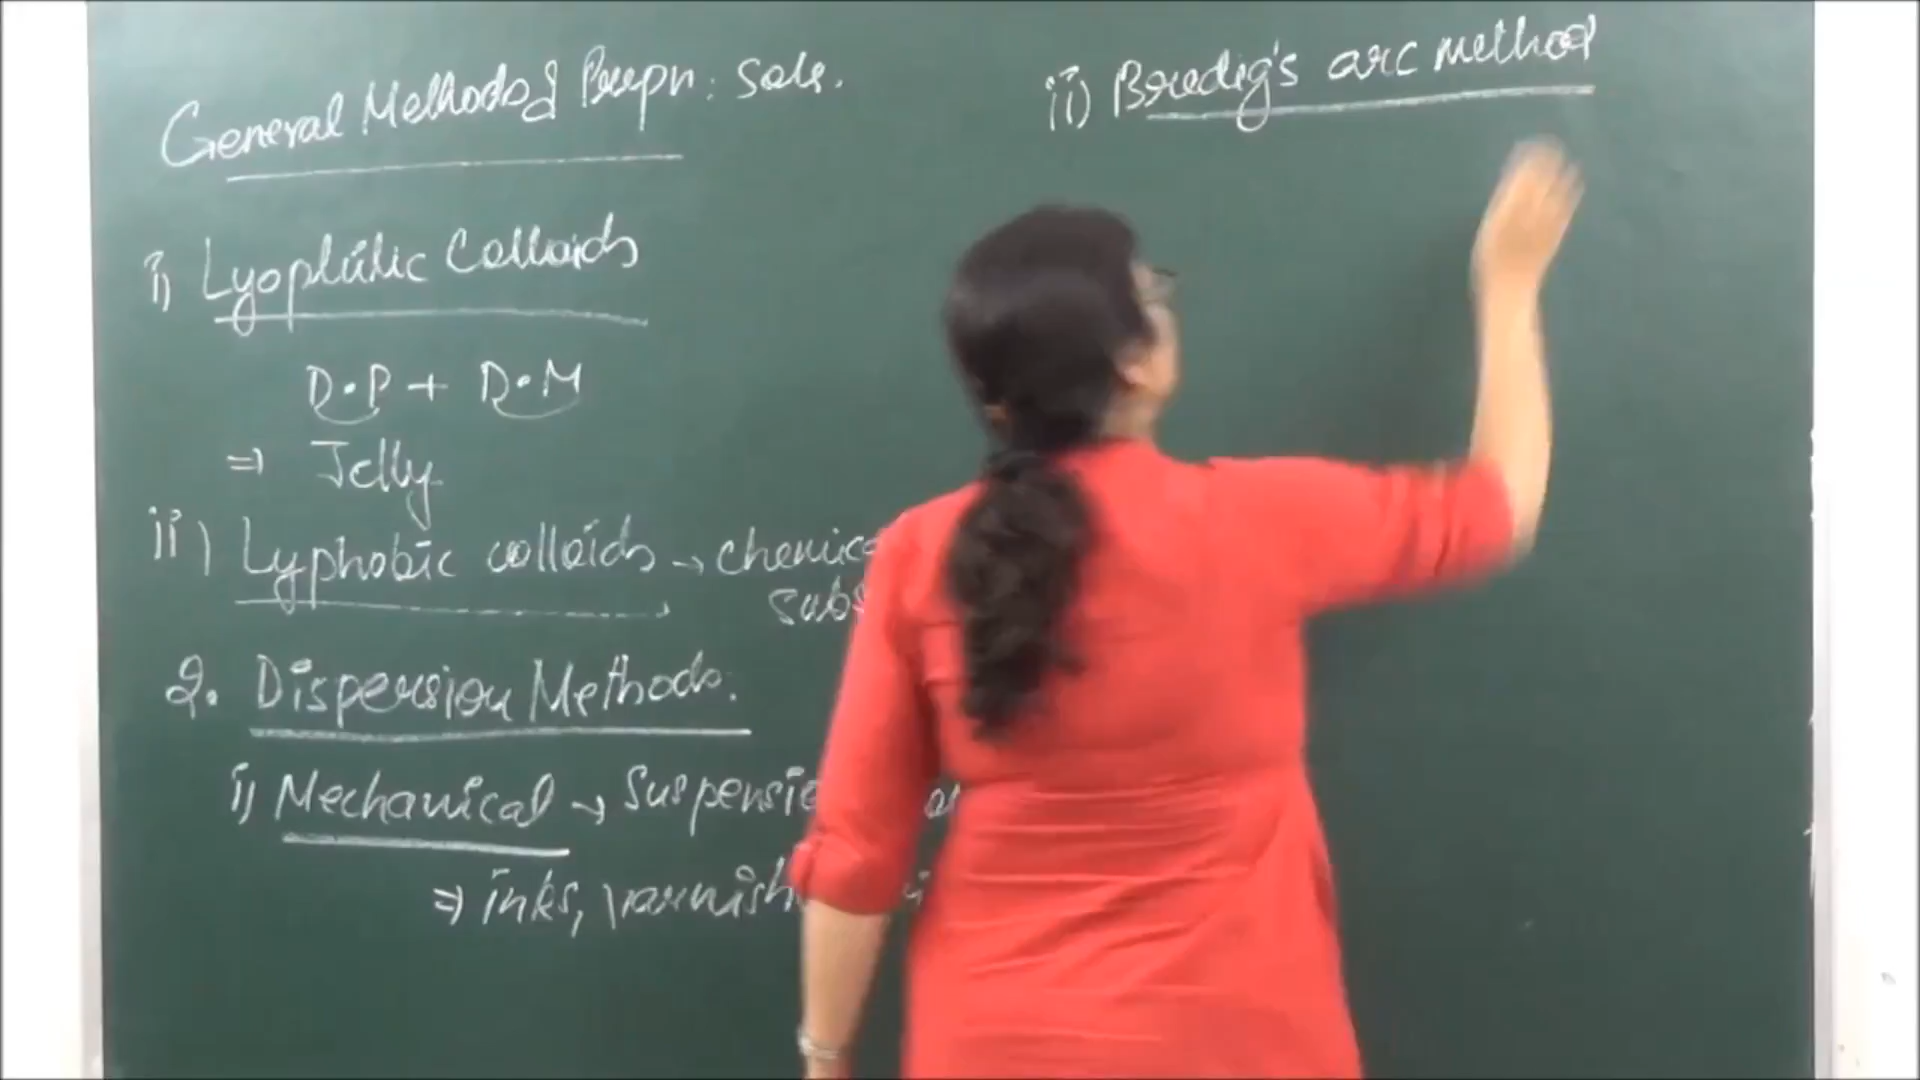 General Methods of Prepn: Sols.
i) Lyophilic Colloids
D.P + D.M
⇒ Jelly
ii) Lyphobic colloids → chemica
subs
2. Dispersion Methods.
i) Mechanical → Suspensio
⇒ inks, varnish
ii) Bredig's arc method